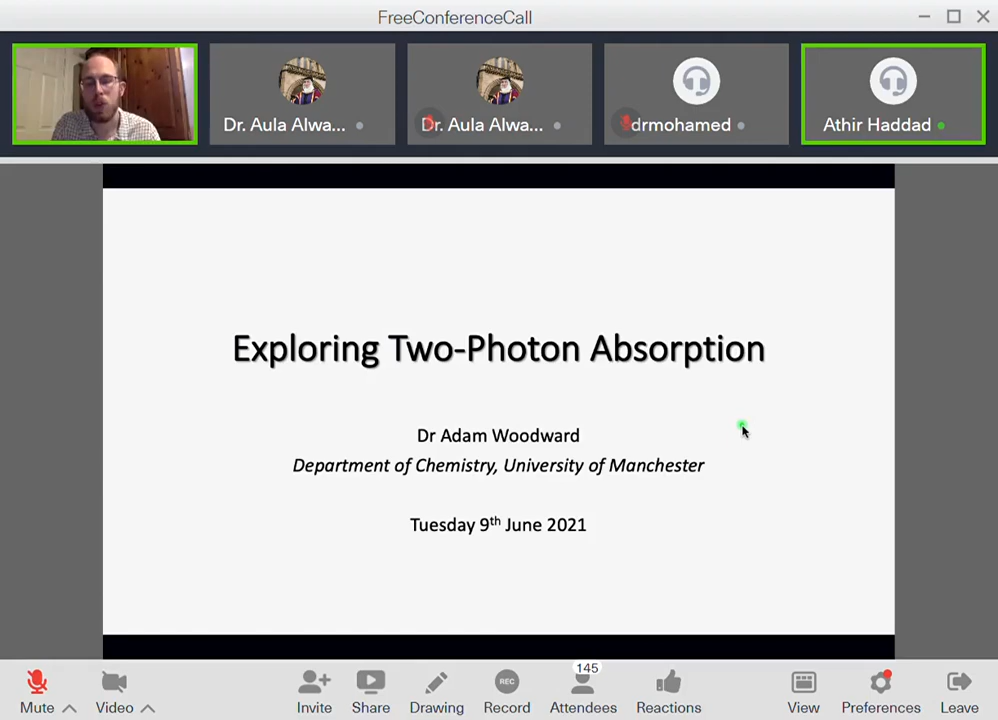 FreeConferenceCall
Dr. Aula Alwa...
Dr. Aula Alwa...
drmohamed
Athir Haddad
Exploring Two-Photon Absorption
Dr Adam Woodward
Department of Chemistry, University of Manchester
Tuesday 9th June 2021
145
REC
Mute
Video
Invite
Share
Drawing
Record
Attendees
Reactions
View
Preferences
Leave